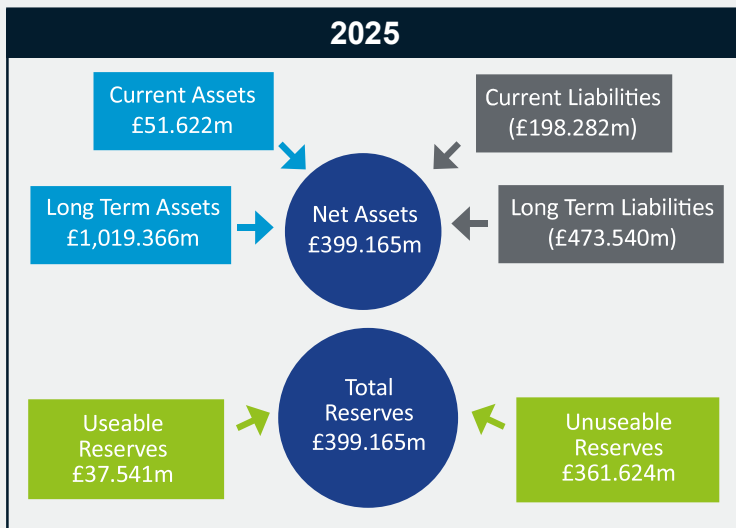 2025
Current Assets
£51.622m
Current Liabilities
(£198.282m)
Long Term Assets
£1,019.366m
Net Assets
£399.165m
Long Term Liabilities
(£473.540m)
Total
Reserves
£399.165m
Useable
Reserves
£37.541m
Unuseable
Reserves
£361.624m